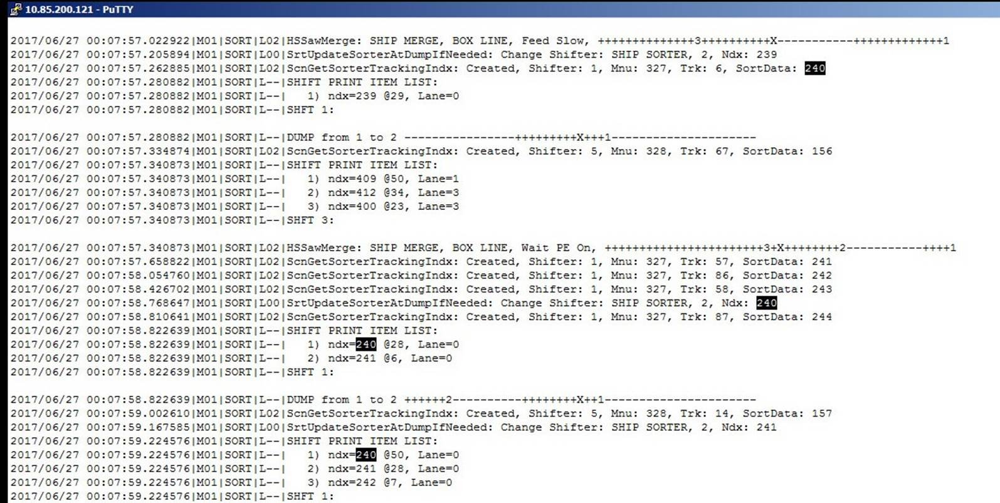 10.85.200.121 - PuTTY
2017/06/27 00:07:57.022922|M01|SORT|L02|HSSawMerge: SHIP MERGE, BOX LINE, Feed Slow, ++++++++++++++3++++++++++X-----------+++++++++++++1
2017/06/27 00:07:57.205894|M01|SORT|L00|SrtUpdateSorterAtDumpIfNeeded: Change Shifter: SHIP SORTER, 2, Ndx: 239
2017/06/27 00:07:57.262885|M01|SORT|L02|ScnGetSorterTrackingIndx: Created, Shifter: 1, Mnu: 327, Trk: 6, SortData: 240
2017/06/27 00:07:57.280882|M01|SORT|L--|SHIFT PRINT ITEM LIST:
2017/06/27 00:07:57.280882|M01|SORT|L--|   1) ndx=239 @29, Lane=0
2017/06/27 00:07:57.280882|M01|SORT|L--|SHFT 1:
2017/06/27 00:07:57.280882|M01|SORT|L--|DUMP from 1 to 2 ----------------+++++++++X+++1---------------------
2017/06/27 00:07:57.334874|M01|SORT|L02|ScnGetSorterTrackingIndx: Created, Shifter: 5, Mnu: 328, Trk: 67, SortData: 156
2017/06/27 00:07:57.340873|M01|SORT|L--|SHIFT PRINT ITEM LIST:
2017/06/27 00:07:57.340873|M01|SORT|L--|   1) ndx=409 @50, Lane=1
2017/06/27 00:07:57.340873|M01|SORT|L--|   2) ndx=412 @34, Lane=3
2017/06/27 00:07:57.340873|M01|SORT|L--|   3) ndx=400 @23, Lane=3
2017/06/27 00:07:57.340873|M01|SORT|L--|SHFT 3:
2017/06/27 00:07:57.340873|M01|SORT|L02|HSSawMerge: SHIP MERGE, BOX LINE, Wait PE On, +++++++++++++++++++++++3+X++++++++2-----------++++1
2017/06/27 00:07:57.658822|M01|SORT|L02|ScnGetSorterTrackingIndx: Created, Shifter: 1, Mnu: 327, Trk: 57, SortData: 241
2017/06/27 00:07:58.054760|M01|SORT|L02|ScnGetSorterTrackingIndx: Created, Shifter: 1, Mnu: 327, Trk: 86, SortData: 242
2017/06/27 00:07:58.426702|M01|SORT|L02|ScnGetSorterTrackingIndx: Created, Shifter: 1, Mnu: 327, Trk: 58, SortData: 243
2017/06/27 00:07:58.768647|M01|SORT|L00|SrtUpdateSorterAtDumpIfNeeded: Change Shifter: SHIP SORTER, 2, Ndx: 240
2017/06/27 00:07:58.810641|M01|SORT|L02|ScnGetSorterTrackingIndx: Created, Shifter: 1, Mnu: 327, Trk: 87, SortData: 244
2017/06/27 00:07:58.822639|M01|SORT|L--|SHIFT PRINT ITEM LIST:
2017/06/27 00:07:58.822639|M01|SORT|L--|   1) ndx=240 @28, Lane=0
2017/06/27 00:07:58.822639|M01|SORT|L--|   2) ndx=241 @6, Lane=0
2017/06/27 00:07:58.822639|M01|SORT|L--|SHFT 1:
2017/06/27 00:07:58.822639|M01|SORT|L--|DUMP from 1 to 2 ++++++2----------++++++++X++1----------------------
2017/06/27 00:07:59.002610|M01|SORT|L02|ScnGetSorterTrackingIndx: Created, Shifter: 5, Mnu: 328, Trk: 14, SortData: 157
2017/06/27 00:07:59.167585|M01|SORT|L00|SrtUpdateSorterAtDumpIfNeeded: Change Shifter: SHIP SORTER, 2, Ndx: 241
2017/06/27 00:07:59.224576|M01|SORT|L--|SHIFT PRINT ITEM LIST:
2017/06/27 00:07:59.224576|M01|SORT|L--|   1) ndx=240 @50, Lane=0
2017/06/27 00:07:59.224576|M01|SORT|L--|   2) ndx=241 @28, Lane=0
2017/06/27 00:07:59.224576|M01|SORT|L--|   3) ndx=242 @7, Lane=0
2017/06/27 00:07:59.224576|M01|SORT|L--|SHFT 1: